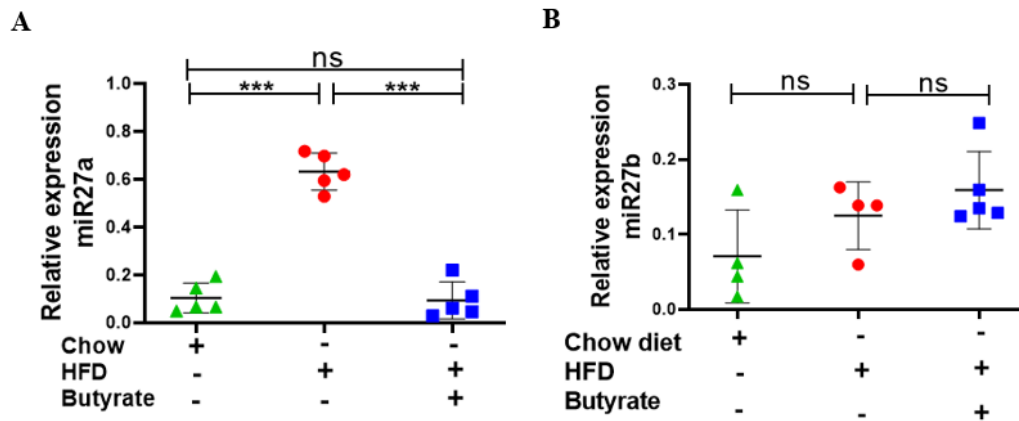 A
ns
*** ***
Relative expression
miR27a
1.0
0.8
0.6
0.4
0.2
0.0
Chow + - -
HFD - + +
Butyrate - - +
B
ns ns
Relative expression
miR27b
0.3
0.2
0.1
0.0
Chow diet + - -
HFD - + +
Butyrate - - +